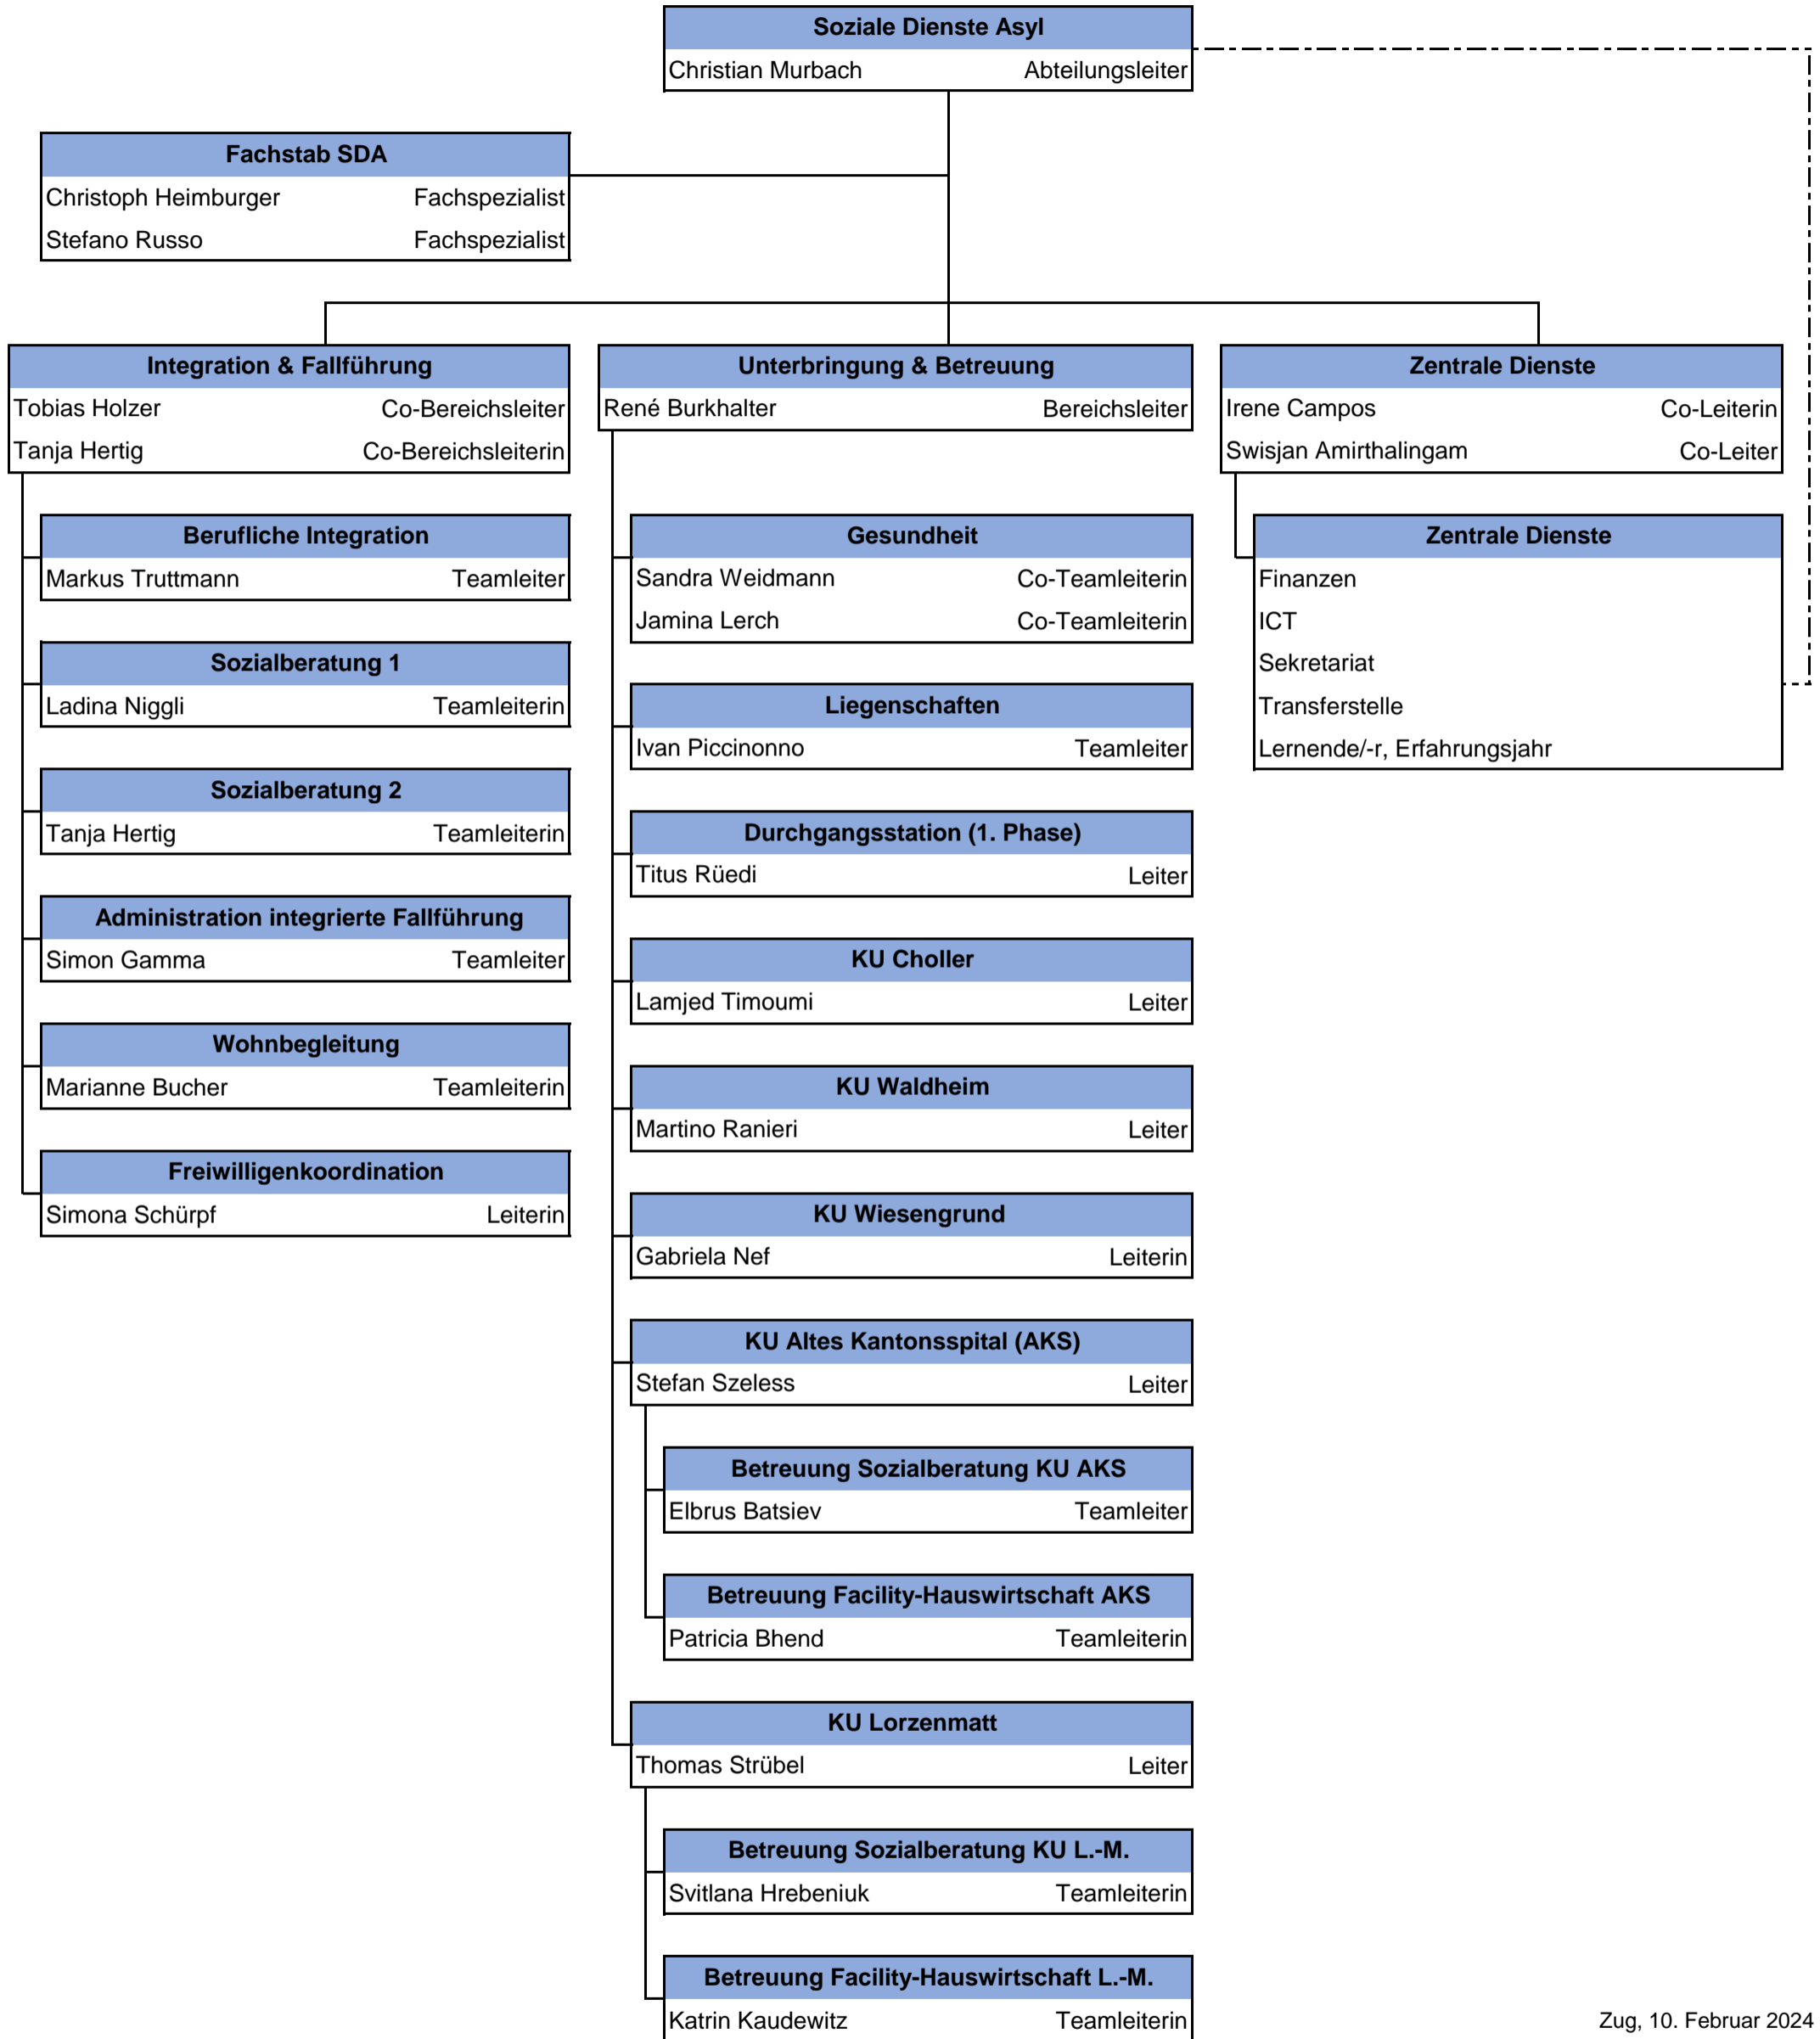 Soziale Dienste Asyl
Christian Murbach Abteilungsleiter
Fachstab SDA
Christoph Heimburger Fachspezialist
Stefano Russo Fachspezialist
Integration & Fallführung
Tobias Holzer Co-Bereichsleiter
Tanja Hertig Co-Bereichsleiterin
Berufliche Integration
Markus Truttmann Teamleiter
Sozialberatung 1
Ladina Niggli Teamleiterin
Sozialberatung 2
Tanja Hertig Teamleiterin
Administration integrierte Fallführung
Simon Gamma Teamleiter
Wohnbegleitung
Marianne Bucher Teamleiterin
Freiwilligenkoordination
Simona Schürpf Leiterin
Unterbringung & Betreuung
René Burkhalter Bereichsleiter
Gesundheit
Sandra Weidmann Co-Teamleiterin
Jamina Lerch Co-Teamleiterin
Liegenschaften
Ivan Piccinonno Teamleiter
Durchgangsstation (1. Phase)
Titus Rüedi Leiter
KU Choller
Lamjed Timoumi Leiter
KU Waldheim
Martino Ranieri Leiter
KU Wiesengrund
Gabriela Nef Leiterin
KU Altes Kantonsspital (AKS)
Stefan Szeless Leiter
Betreuung Sozialberatung KU AKS
Elbrus Batsiev Teamleiter
Betreuung Facility-Hauswirtschaft AKS
Patricia Bhend Teamleiterin
KU Lorzenmatt
Thomas Strübel Leiter
Betreuung Sozialberatung KU L.-M.
Svitlana Hrebeniuk Teamleiterin
Betreuung Facility-Hauswirtschaft L.-M.
Katrin Kaudewitz Teamleiterin
Zentrale Dienste
Irene Campos Co-Leiterin
Swisjan Amirthalingam Co-Leiter
Zentrale Dienste
Finanzen
ICT
Sekretariat
Transferstelle
Lernende/-r, Erfahrungsjahr
Zug, 10. Februar 2024